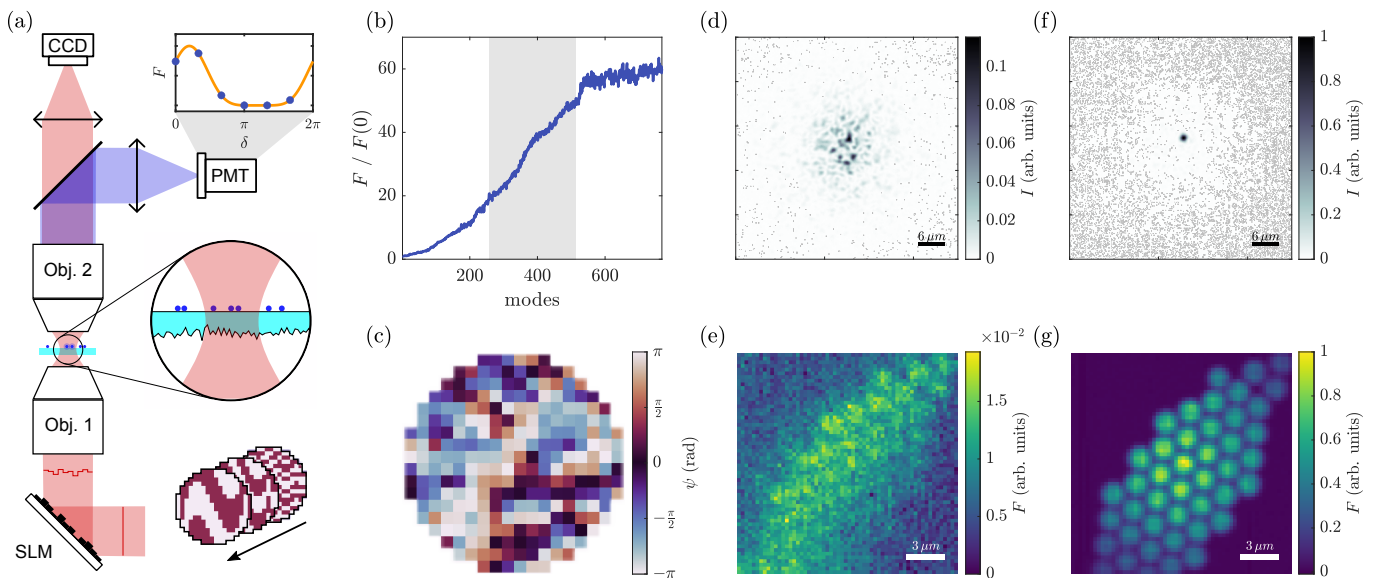 (a)
CCD
F
0
π
2π
δ
PMT
Obj. 2
Obj. 1
SLM
(b)
F / F(0)
60
40
20
0
200
400
600
modes
(c)
π
π/2
0
−π/2
−π
ψ (rad)
(d)
6 μm
0.1
0.08
0.06
0.04
0.02
0
I (arb. units)
(e)
3 μm
×10⁻²
1.5
1
0.5
0
F (arb. units)
(f)
6 μm
1
0.8
0.6
0.4
0.2
0
I (arb. units)
(g)
3 μm
1
0.8
0.6
0.4
0.2
0
F (arb. units)